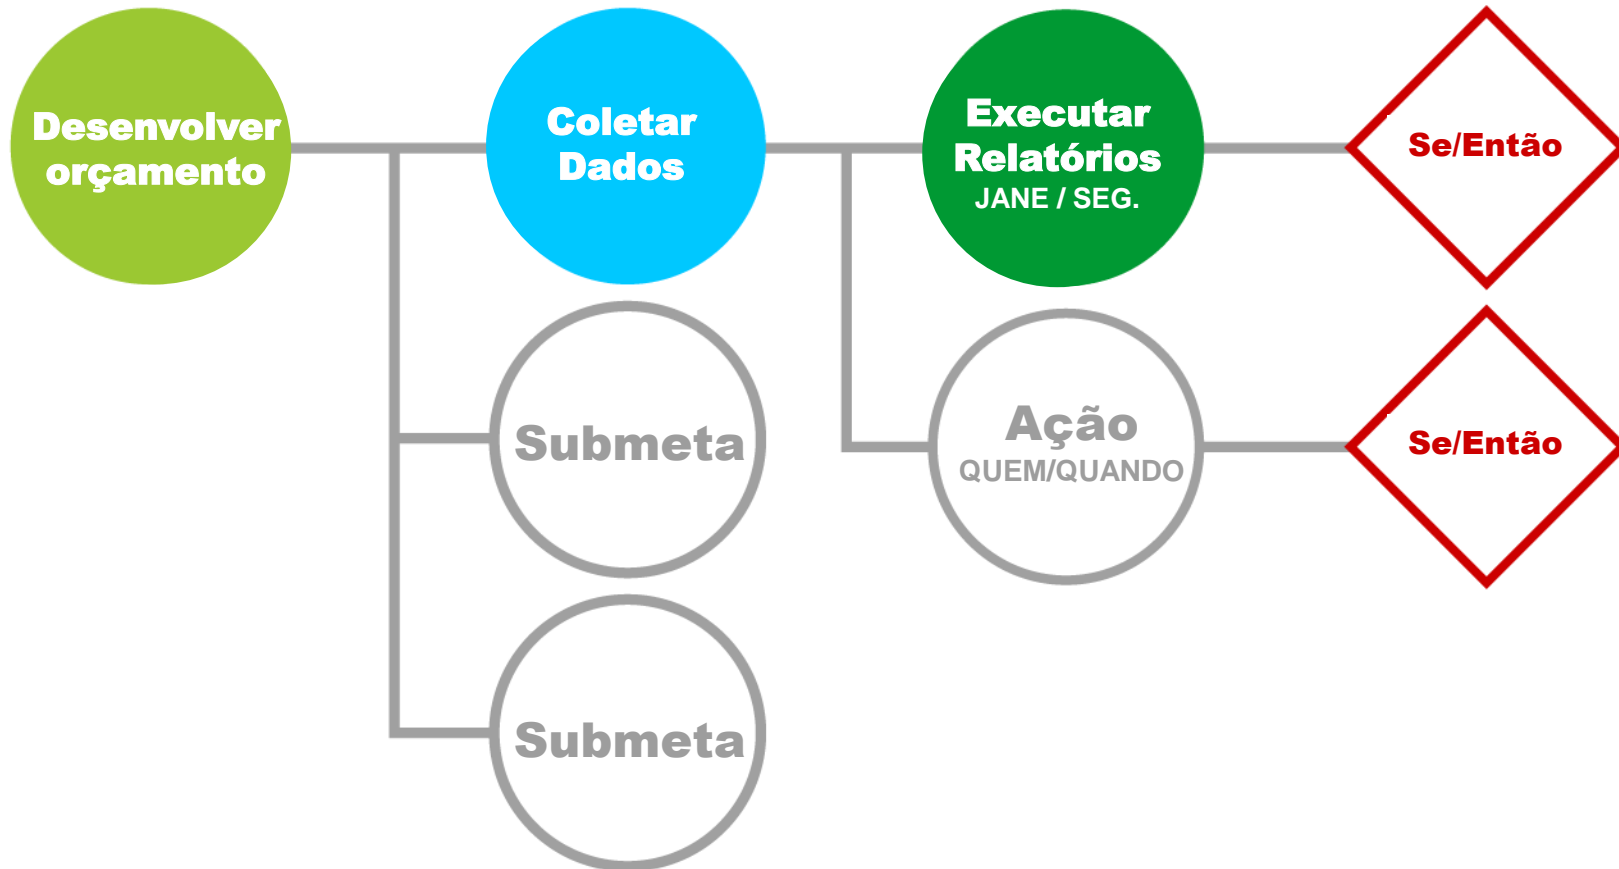 Desenvolver
orçamento
Coletar
Dados
Executar
Relatórios
JANE / SEG.
Se/Então
Submeta
Ação
QUEM/QUANDO
Se/Então
Submeta